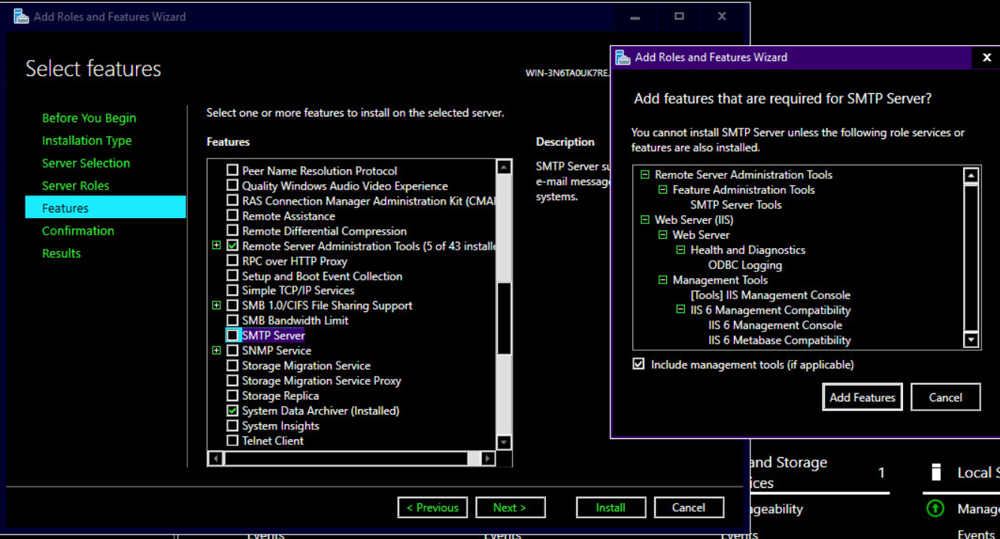 Add Roles and Features Wizard
Select features
WIN-3N6TA0UK7RE
Before You Begin
Installation Type
Server Selection
Server Roles
Features
Confirmation
Results
Select one or more features to install on the selected server.
Features
Peer Name Resolution Protocol
Quality Windows Audio Video Experience
RAS Connection Manager Administration Kit (CMA
Remote Assistance
Remote Differential Compression
Remote Server Administration Tools (5 of 43 installe
RPC over HTTP Proxy
Setup and Boot Event Collection
Simple TCP/IP Services
SMB 1.0/CIFS File Sharing Support
SMB Bandwidth Limit
SMTP Server
SNMP Service
Storage Migration Service
Storage Migration Service Proxy
Storage Replica
System Data Archiver (Installed)
System Insights
Telnet Client
Description
SMTP Server su
e-mail message
systems.
< Previous
Next >
Install
Cancel
Add Roles and Features Wizard
Add features that are required for SMTP Server?
You cannot install SMTP Server unless the following role services or
features are also installed.
Remote Server Administration Tools
Feature Administration Tools
SMTP Server Tools
Web Server (IIS)
Web Server
Health and Diagnostics
ODBC Logging
Management Tools
[Tools] IIS Management Console
IIS 6 Management Compatibility
IIS 6 Management Console
IIS 6 Metabase Compatibility
Include management tools (if applicable)
Add Features
Cancel
and Storage
ices
1
Local S
ageability
Manage
Events
Events
Events
Events